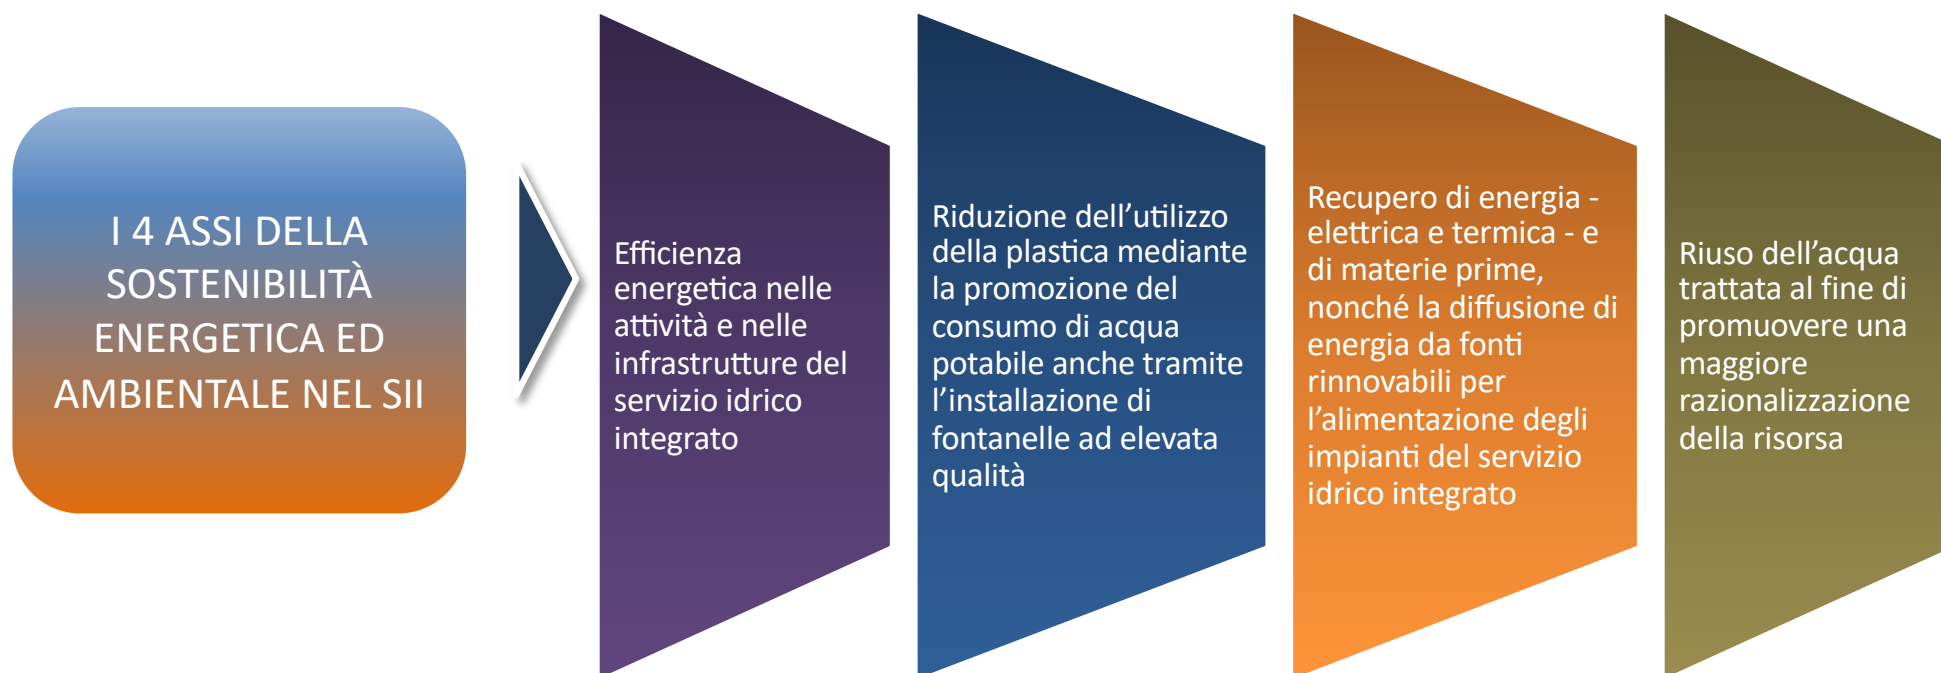 I 4 ASSI DELLA
SOSTENIBILITÀ
ENERGETICA ED
AMBIENTALE NEL SII
Efficienza
energetica nelle
attività e nelle
infrastrutture del
servizio idrico
integrato
Riduzione dell’utilizzo
della plastica mediante
la promozione del
consumo di acqua
potabile anche tramite
l’installazione di
fontanelle ad elevata
qualità
Recupero di energia -
elettrica e termica - e
di materie prime,
nonché la diffusione di
energia da fonti
rinnovabili per
l’alimentazione degli
impianti del servizio
idrico integrato
Riuso dell’acqua
trattata al fine di
promuovere una
maggiore
razionalizzazione
della risorsa